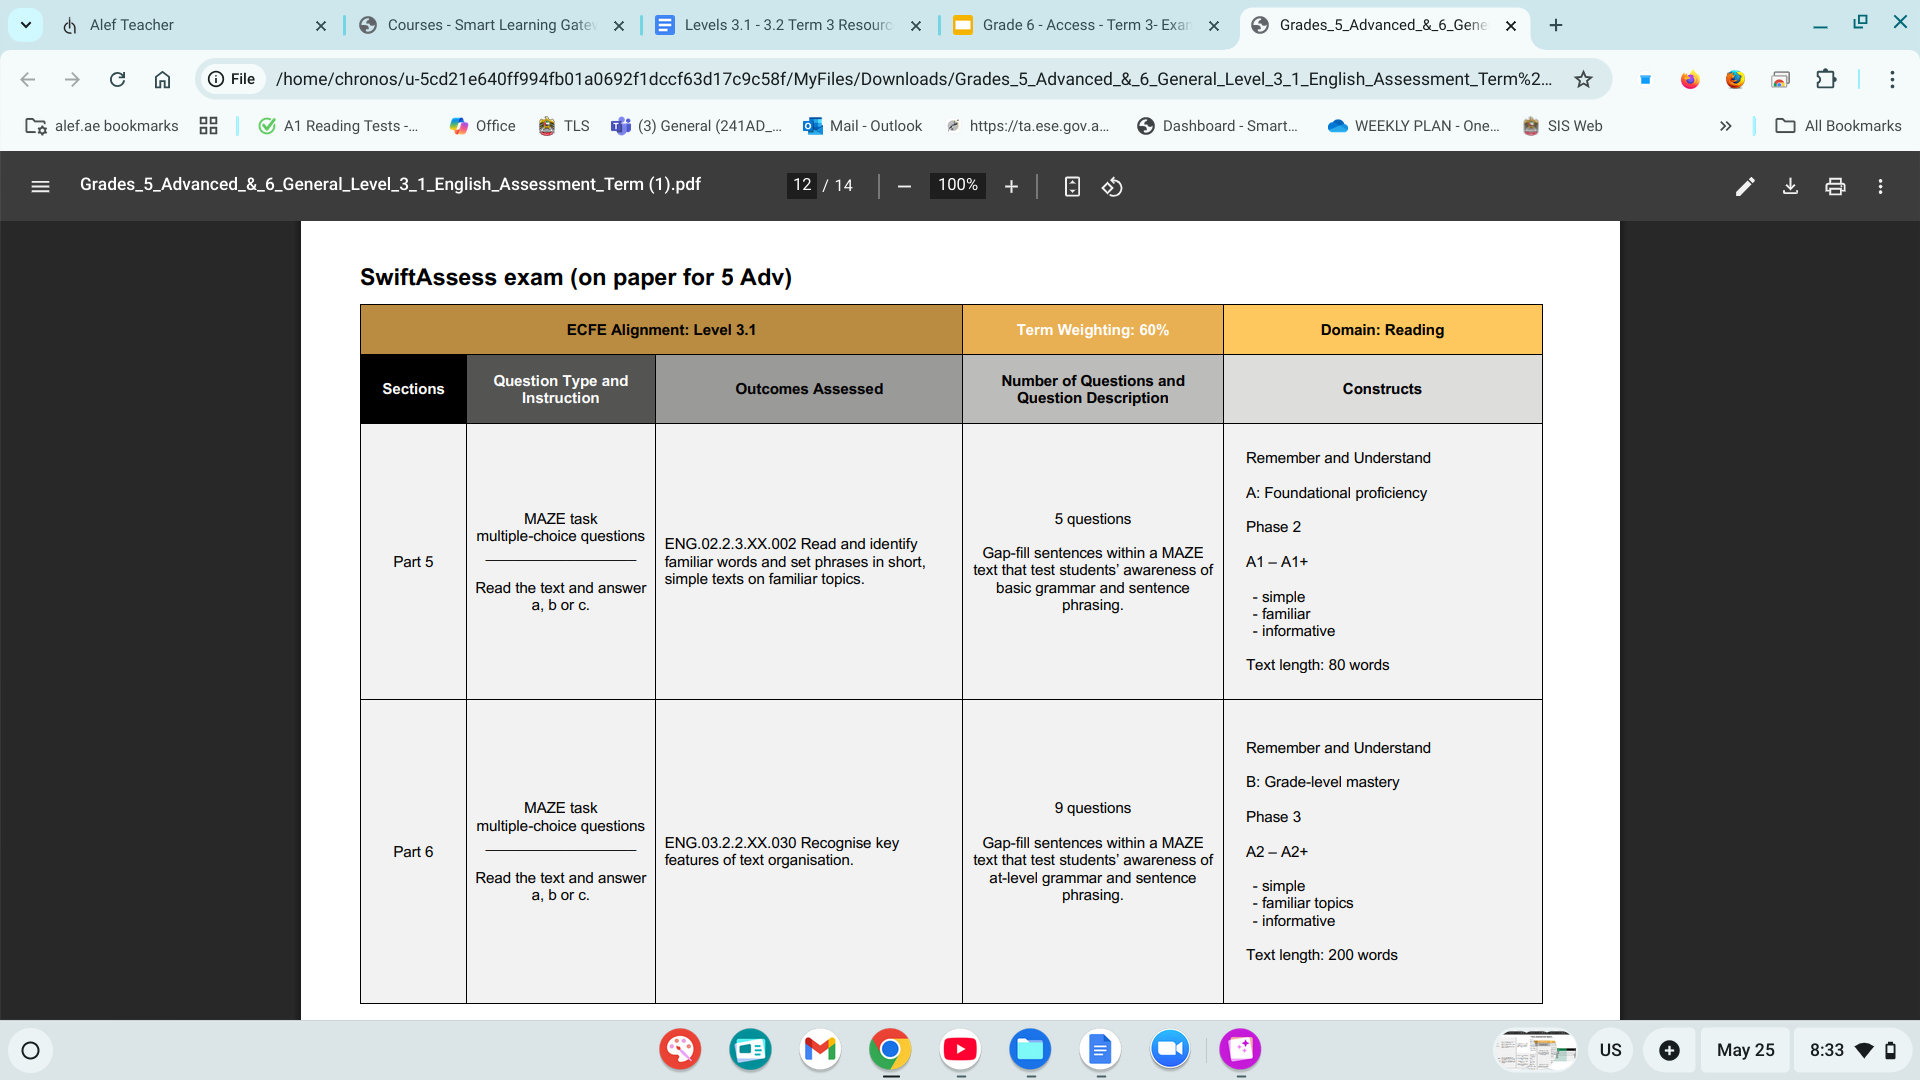 Alef Teacher
Courses - Smart Learning Gatew
Levels 3.1 - 3.2 Term 3 Resourc
Grade 6 - Access - Term 3- Exam
Grades_5_Advanced_&_6_Gene
File
/home/chronos/u-5cd21e640ff994fb01a0692f1dccf63d17c9c58f/MyFiles/Downloads/Grades_5_Advanced_&_6_General_Level_3_1_English_Assessment_Term%2...
alef.ae bookmarks
A1 Reading Tests -...
Office
TLS
(3) General (241AD_...
Mail - Outlook
https://ta.ese.gov.a...
Dashboard - Smart...
WEEKLY PLAN - One...
SIS Web
All Bookmarks
Grades_5_Advanced_&_6_General_Level_3_1_English_Assessment_Term (1).pdf
12 / 14
100%
SwiftAssess exam (on paper for 5 Adv)
ECFE Alignment: Level 3.1
Term Weighting: 60%
Domain: Reading
Sections
Question Type and
Instruction
Outcomes Assessed
Number of Questions and
Question Description
Constructs
Part 5
MAZE task
multiple-choice questions
Read the text and answer
a, b or c.
ENG.02.2.3.XX.002 Read and identify
familiar words and set phrases in short,
simple texts on familiar topics.
5 questions
Gap-fill sentences within a MAZE
text that test students’ awareness of
basic grammar and sentence
phrasing.
Remember and Understand
A: Foundational proficiency
Phase 2
A1 – A1+
- simple
- familiar
- informative
Text length: 80 words
Part 6
MAZE task
multiple-choice questions
Read the text and answer
a, b or c.
ENG.03.2.2.XX.030 Recognise key
features of text organisation.
9 questions
Gap-fill sentences within a MAZE
text that test students’ awareness of
at-level grammar and sentence
phrasing.
Remember and Understand
B: Grade-level mastery
Phase 3
A2 – A2+
- simple
- familiar topics
- informative
Text length: 200 words
US
May 25
8:33